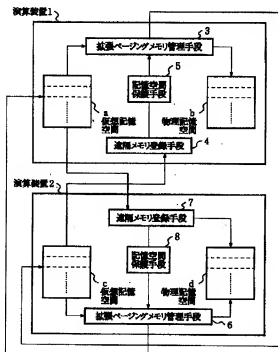 演算装置1
3
拡張ページングメモリ管理手段
5
記憶空間
保護手段
a
仮想記憶
空間
b
物理記憶
空間
4
遠隔メモリ登録手段
演算装置2
7
遠隔メモリ登録手段
8
記憶空間
保護手段
c
仮想記憶
空間
d
物理記憶
空間
拡張ページングメモリ管理手段
6